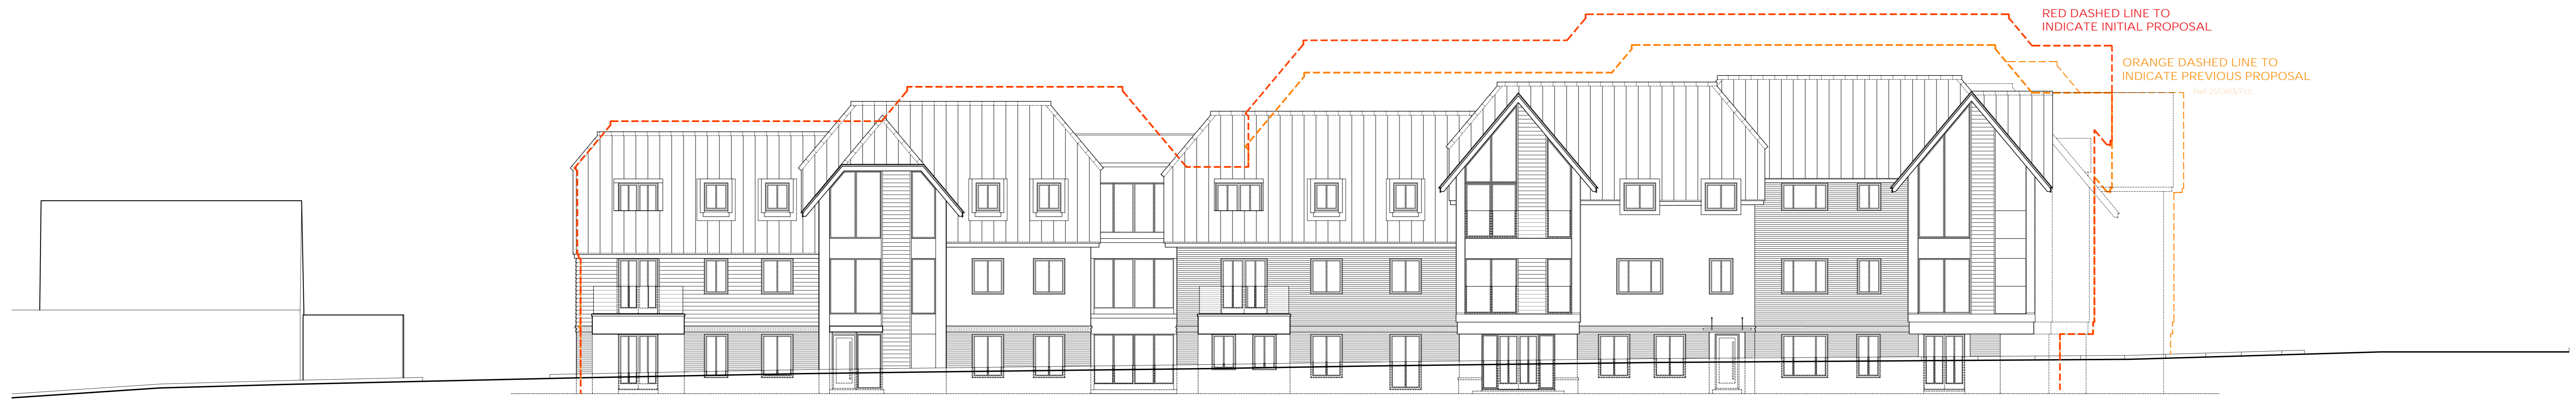 RED DASHED LINE TO
INDICATE INITIAL PROPOSAL
ORANGE DASHED LINE TO
INDICATE PREVIOUS PROPOSAL